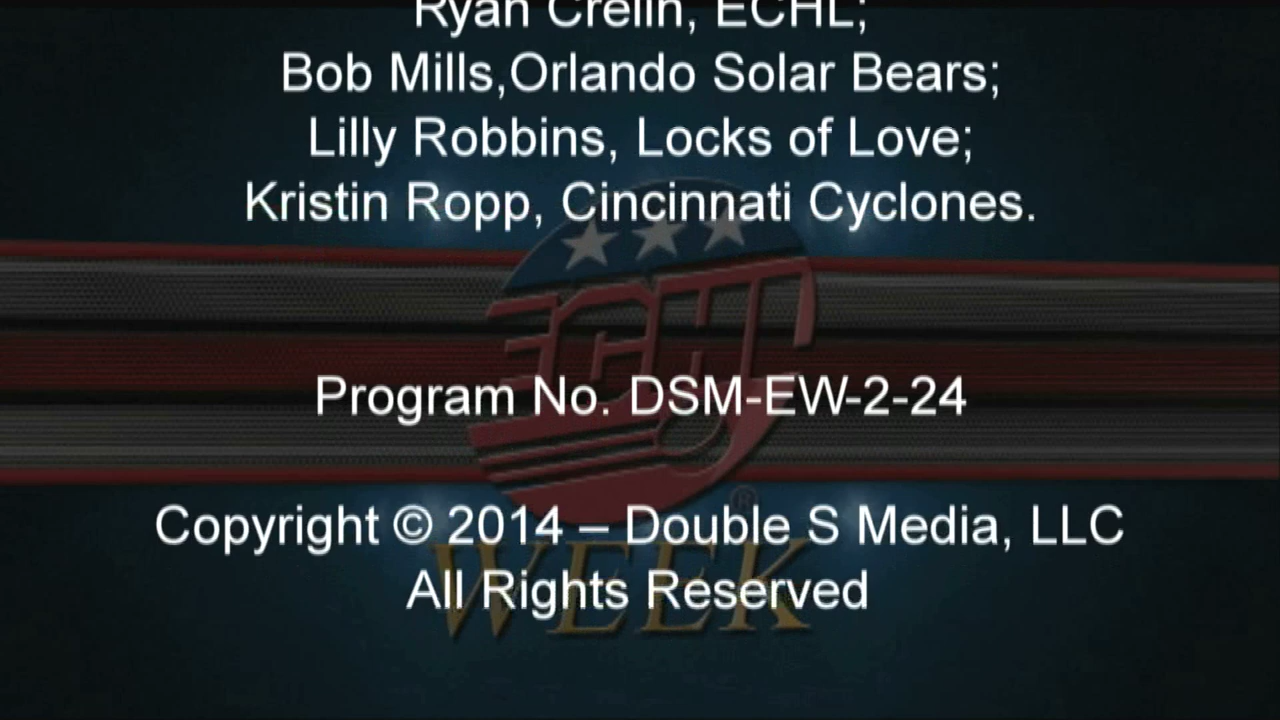 Ryan Crelin, ECHL;
Bob Mills,Orlando Solar Bears;
Lilly Robbins, Locks of Love;
Kristin Ropp, Cincinnati Cyclones.
ECHL
Program No. DSM-EW-2-24
®
Copyright © 2014 – Double S Media, LLC
WEEK
All Rights Reserved